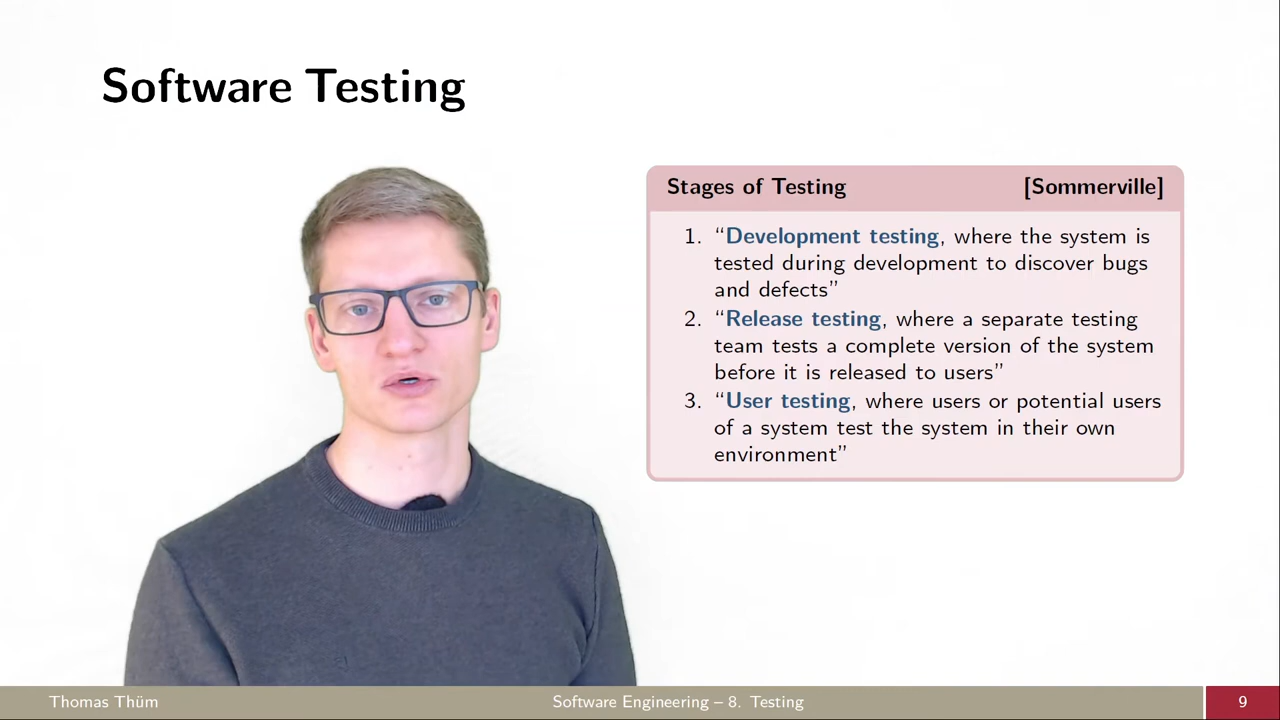 Software Testing
Stages of Testing [Sommerville]
1. “Development testing, where the system is
tested during development to discover bugs
and defects”
2. “Release testing, where a separate testing
team tests a complete version of the system
before it is released to users”
3. “User testing, where users or potential users
of a system test the system in their own
environment”
Thomas Thüm Software Engineering – 8. Testing 9